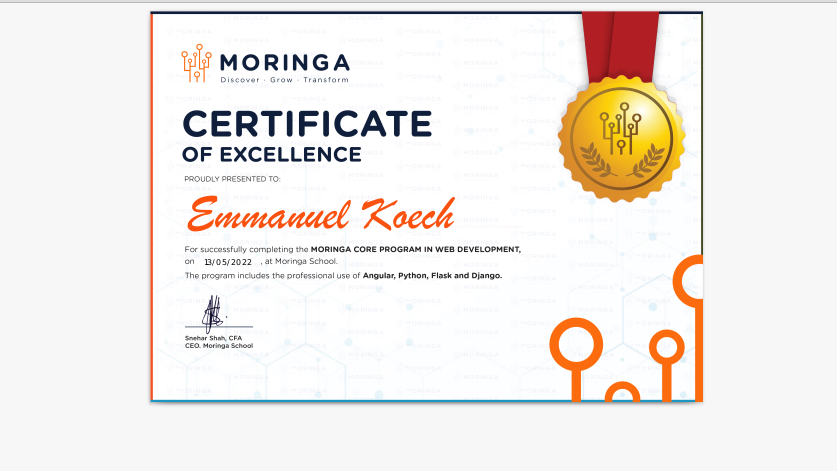 MORINGA
Discover · Grow · Transform
CERTIFICATE
OF EXCELLENCE
PROUDLY PRESENTED TO:
Emmanuel Koech
For successfully completing the MORINGA CORE PROGRAM IN WEB DEVELOPMENT,
on 13/05/2022 , at Moringa School.
The program includes the professional use of Angular, Python, Flask and Django.
Snehar Shah, CFA
CEO. Moringa School